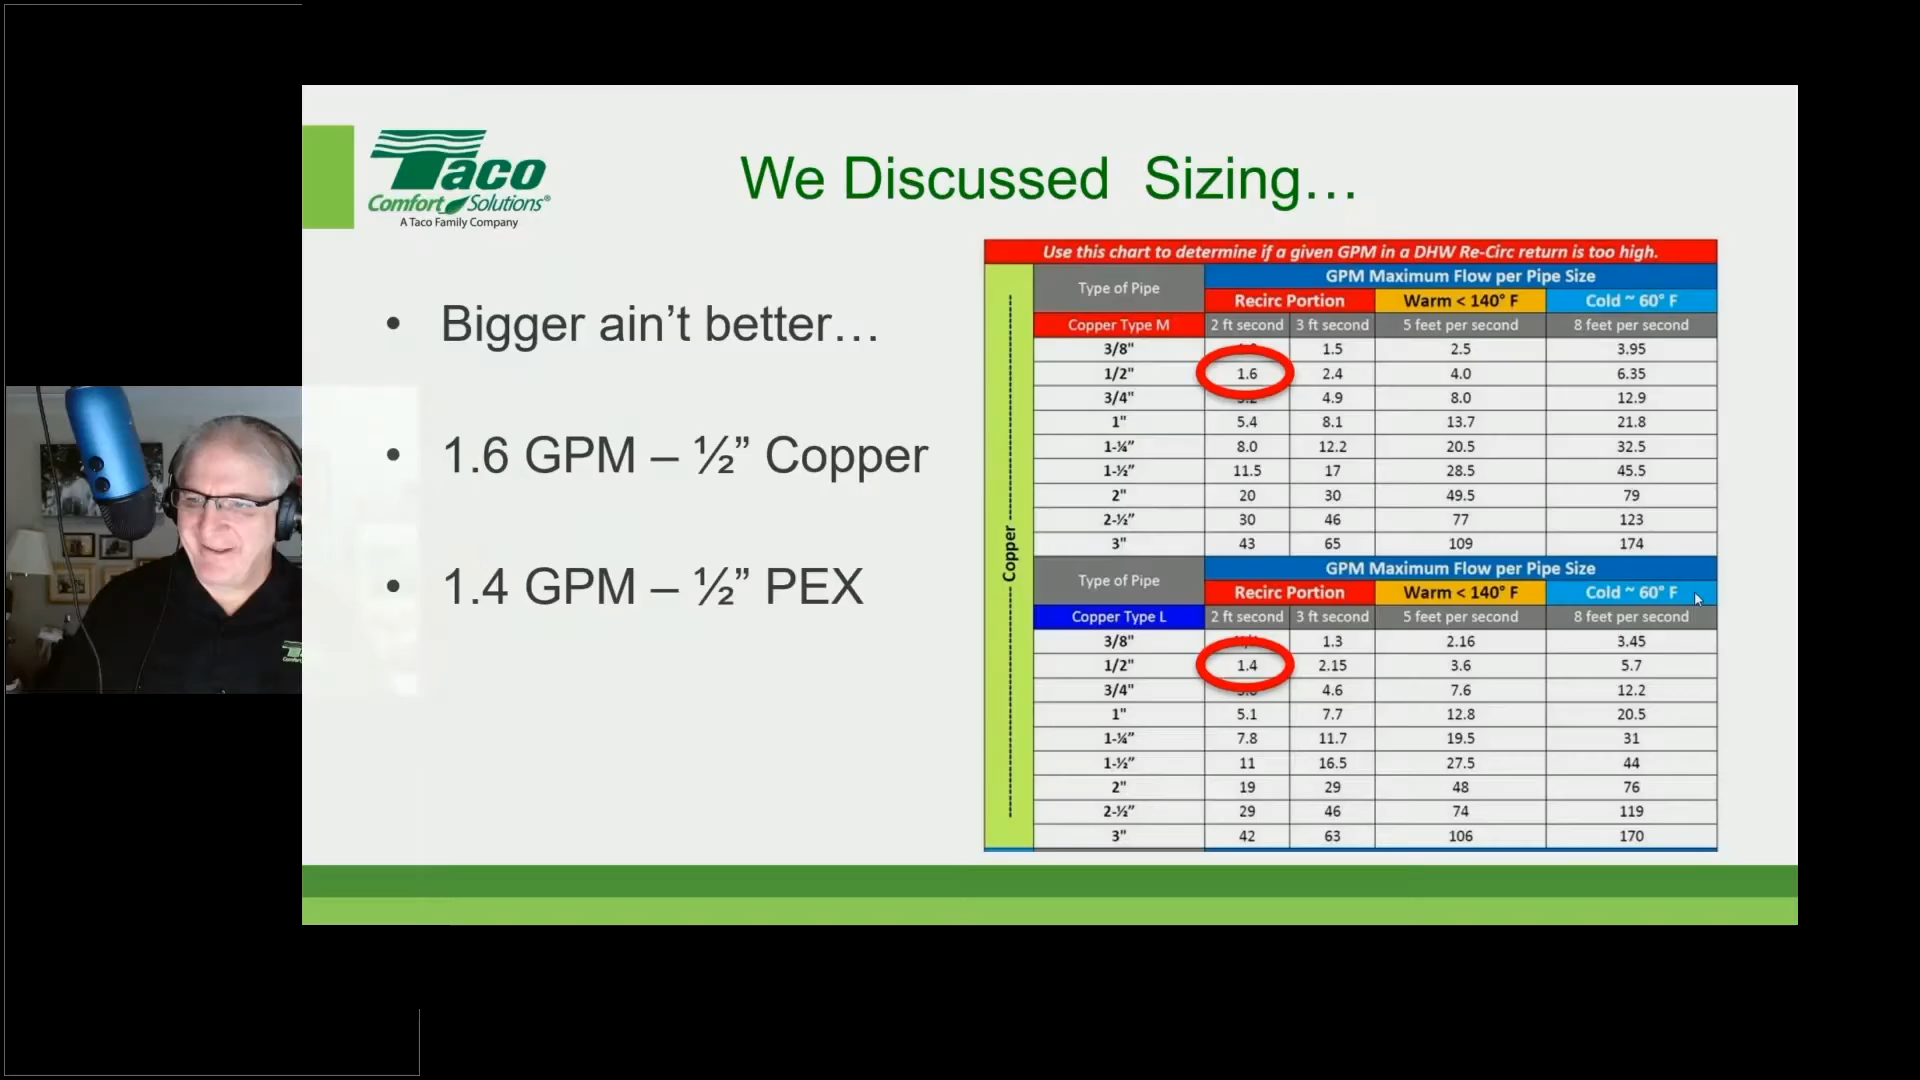 Taco
Comfort Solutions®
A Taco Family Company
We Discussed Sizing…
• Bigger ain’t better…
• 1.6 GPM – ½” Copper
• 1.4 GPM – ½” PEX
Use this chart to determine if a given GPM in a DHW Re-Circ return is too high.
Copper
Type of Pipe
GPM Maximum Flow per Pipe Size
Recirc Portion Warm < 140° F Cold ~ 60° F
Copper Type M 2 ft second 3 ft second 5 feet per second 8 feet per second
3/8" 1.5 2.5 3.95
1/2" 1.6 2.4 4.0 6.35
3/4" 4.9 8.0 12.9
1" 5.4 8.1 13.7 21.8
1-¼” 8.0 12.2 20.5 32.5
1-½” 11.5 17 28.5 45.5
2" 20 30 49.5 79
2-½” 30 46 77 123
3" 43 65 109 174
Type of Pipe
GPM Maximum Flow per Pipe Size
Recirc Portion Warm < 140° F Cold ~ 60° F
Copper Type L 2 ft second 3 ft second 5 feet per second 8 feet per second
3/8" 1.3 2.16 3.45
1/2" 1.4 2.15 3.6 5.7
3/4" 4.6 7.6 12.2
1" 5.1 7.7 12.8 20.5
1-¼” 7.8 11.7 19.5 31
1-½” 11 16.5 27.5 44
2" 19 29 48 76
2-½” 29 46 74 119
3" 42 63 106 170